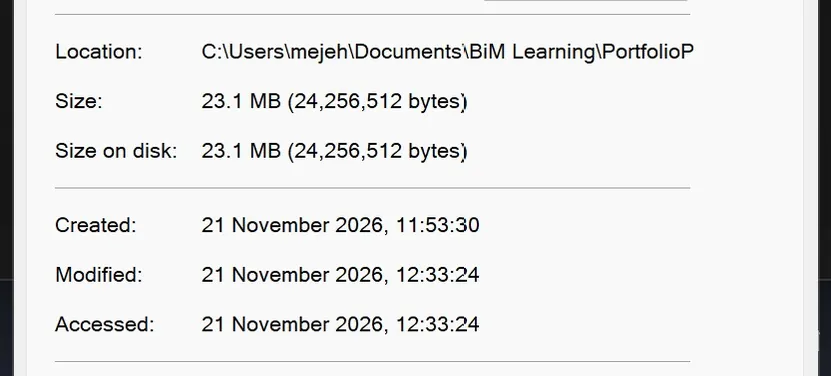 Location: C:\Users\mejeh\Documents\BiM Learning\PortfolioP
Size: 23.1 MB (24,256,512 bytes)
Size on disk: 23.1 MB (24,256,512 bytes)
Created: 21 November 2026, 11:53:30
Modified: 21 November 2026, 12:33:24
Accessed: 21 November 2026, 12:33:24